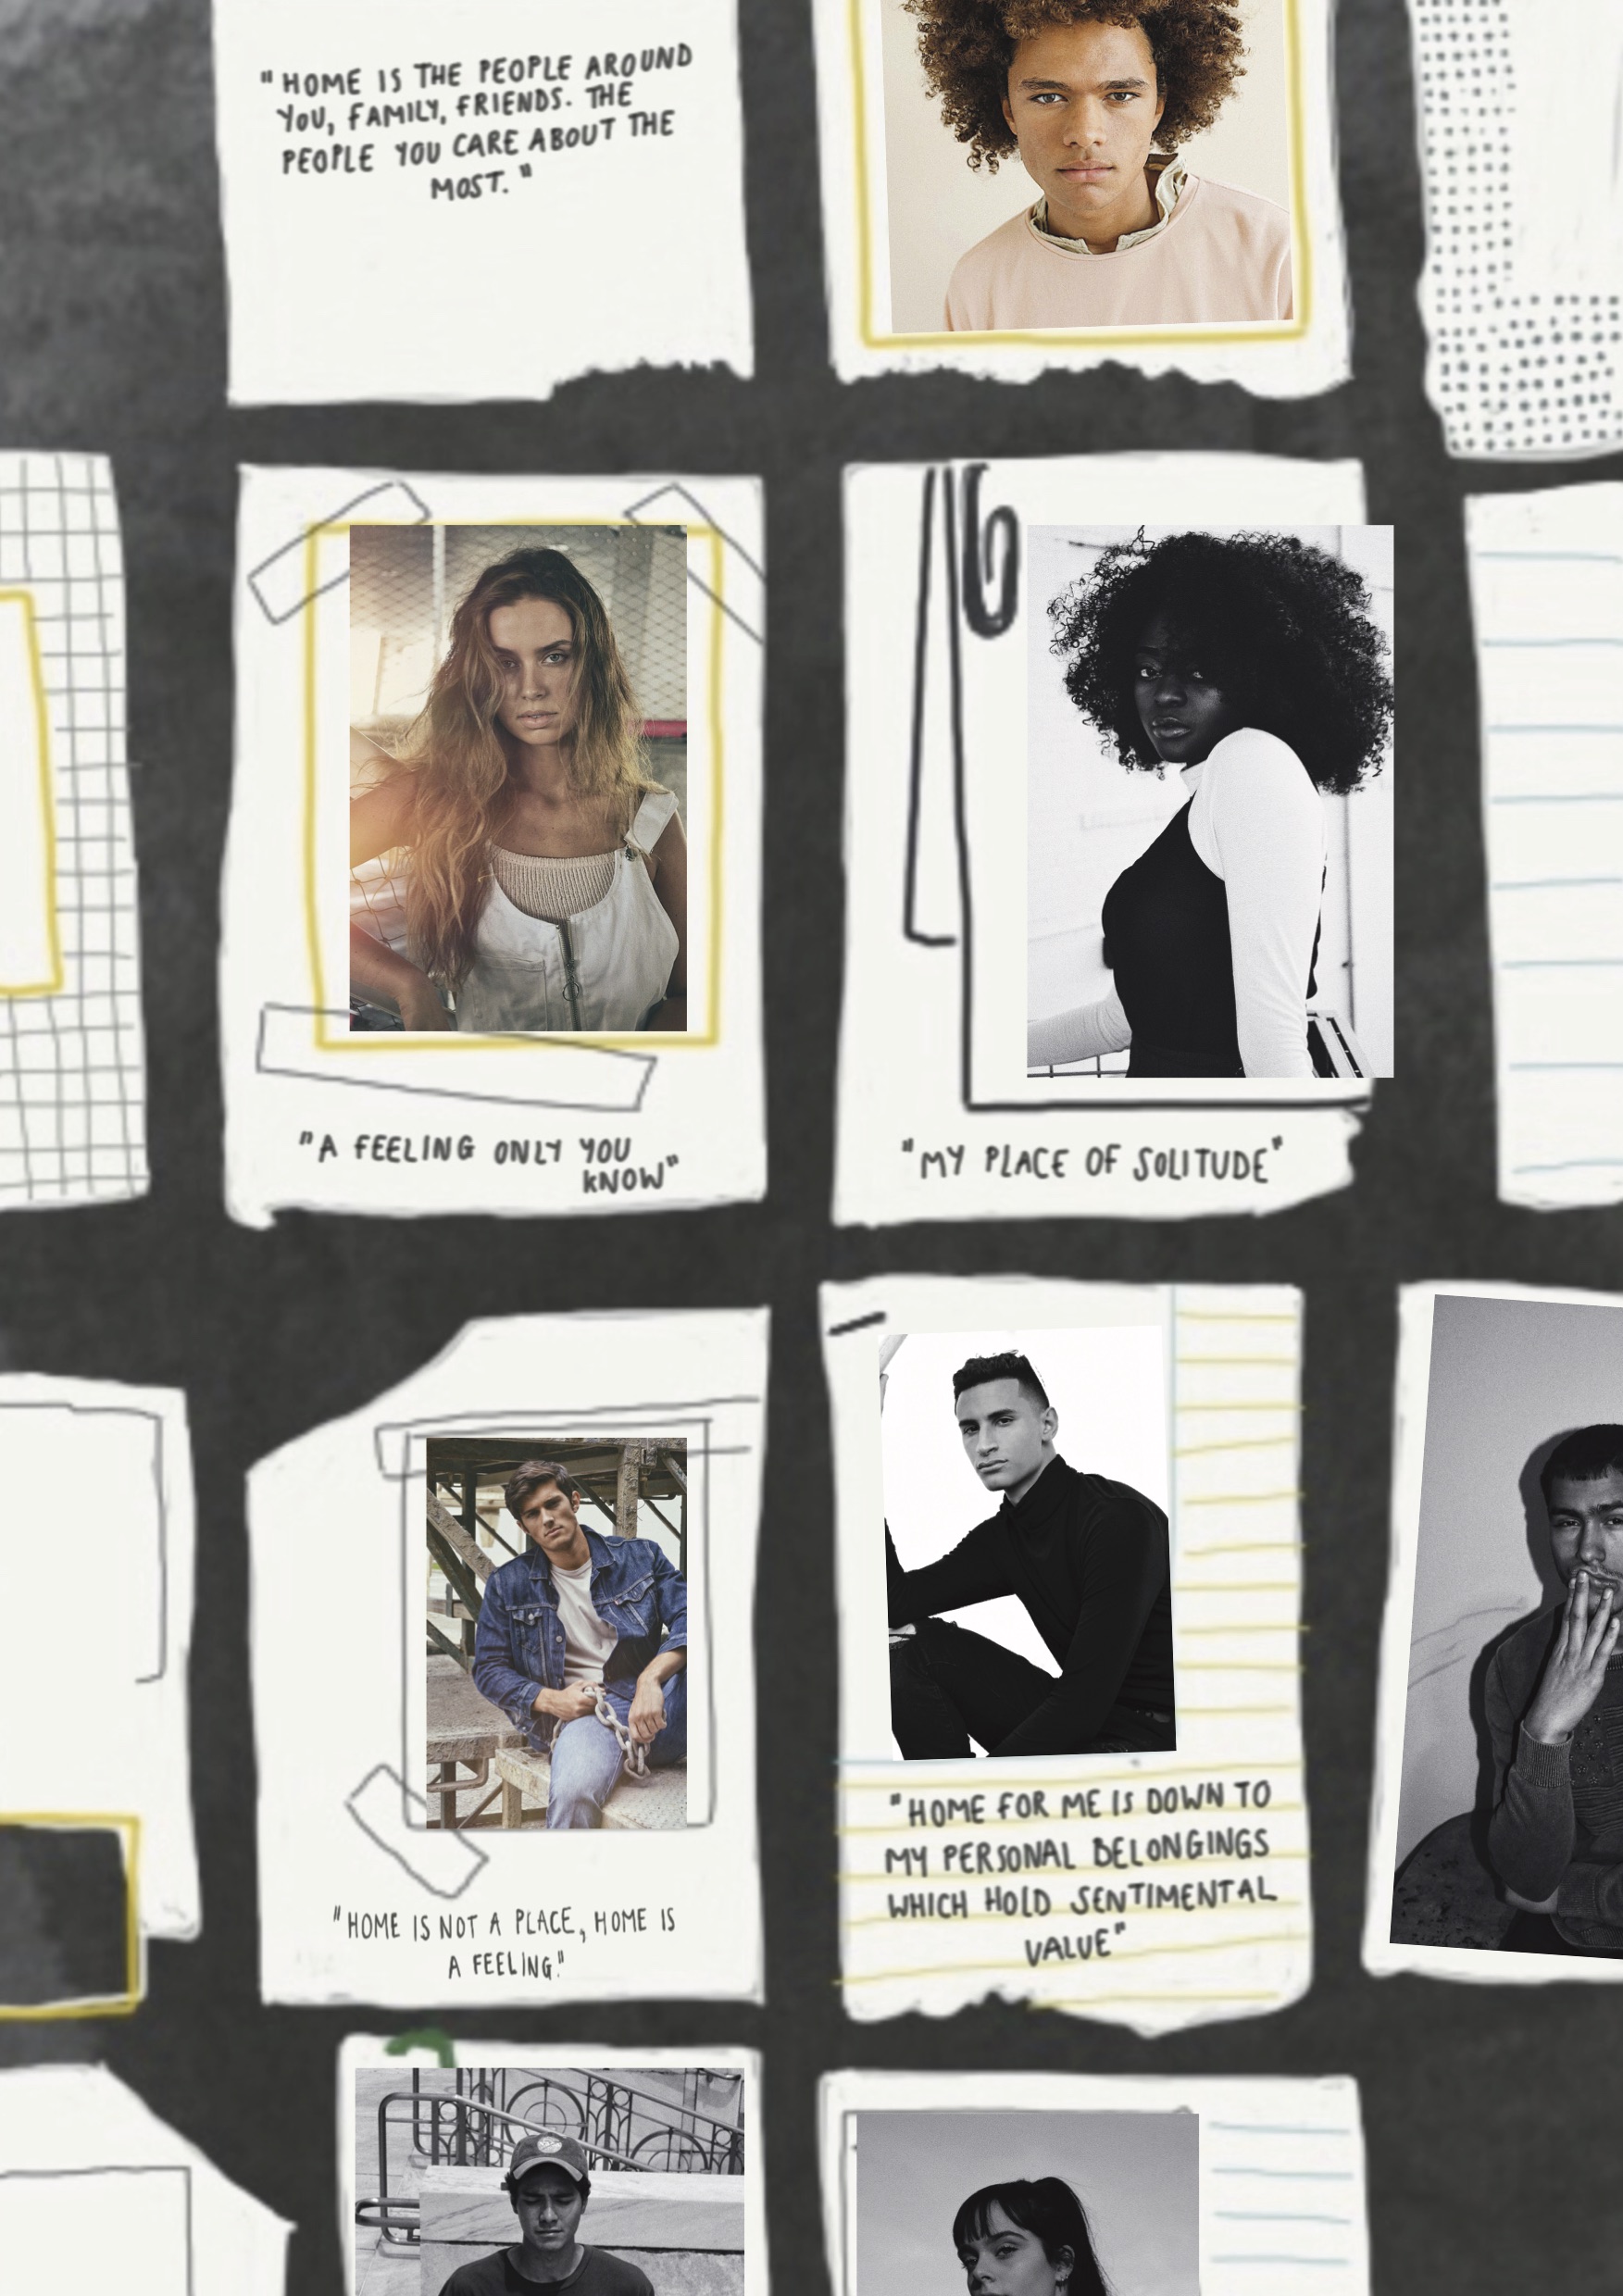 "HOME IS THE PEOPLE AROUND
YOU, FAMILY, FRIENDS. THE
PEOPLE YOU CARE ABOUT THE
MOST."
"A FEELING ONLY YOU
KNOW"
"MY PLACE OF SOLITUDE"
"HOME IS NOT A PLACE, HOME IS
A FEELING."
"HOME FOR ME IS DOWN TO
MY PERSONAL BELONGINGS
WHICH HOLD SENTIMENTAL
VALUE"